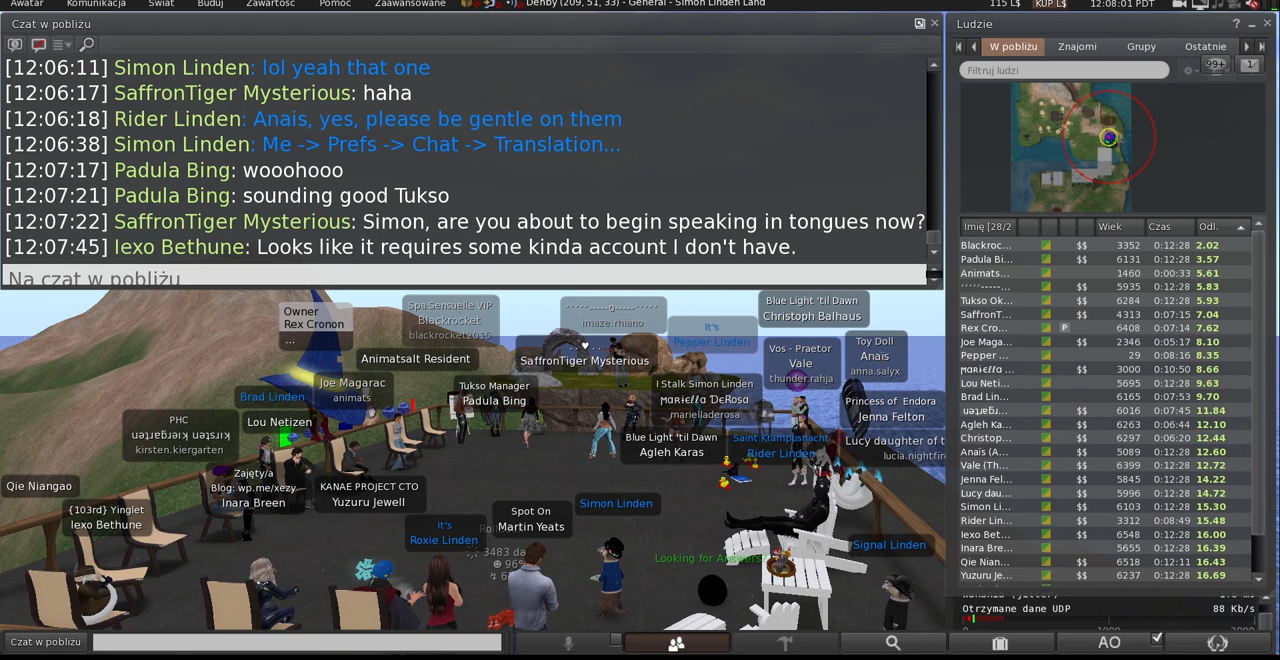 Awatar Komunikacja Świat Buduj Zawartość Pomoc Zaawansowane Denby (209, 51, 33) - General - Simon Linden Land 115 L$ KUP L$ 12:08:01 PDT
Czat w pobliżu
[12:06:11] Simon Linden: lol yeah that one
[12:06:17] SaffronTiger Mysterious: haha
[12:06:18] Rider Linden: Anais, yes, please be gentle on them
[12:06:38] Simon Linden: Me -> Prefs -> Chat -> Translation...
[12:07:17] Padula Bing: wooohooo
[12:07:21] Padula Bing: sounding good Tukso
[12:07:22] SaffronTiger Mysterious: Simon, are you about to begin speaking in tongues now?
[12:07:45] Iexo Bethune: Looks like it requires some kinda account I don't have.
Na czat w pobliżu
Owner
Rex Cronon
...
Spa Sensuelle VIP
Blackrocket
blackrocket2015
imaze.rhiano
Blue Light 'til Dawn
Christoph Balhaus
It's
Pepper Linden
Animatsalt Resident
SaffronTiger Mysterious
Vos - Praetor
Vale
thunder.rahja
Toy Doll
Anais
anna.salyx
Joe Magarac
animats
Brad Linden
Tukso Manager
Padula Bing
I Stalk Simon Linden
marielladerosa
Princess of Endora
Jenna Felton
PHC
kirsten.kiergarten
Lou Netizen
Blue Light 'til Dawn
Agleh Karas
Saint Krampusnacht
Rider Linden
Lucy daughter of t
lucia.nightfire
Qie Niangao
Zajęty/a
Blog: wp.me/xezy
Inara Breen
KANAE PROJECT CTO
Yuzuru Jewell
{103rd} Yinglet
Iexo Bethune
It's
Roxie Linden
Spot On
Martin Yeats
Simon Linden
3483 da
96%
Looking for Answers
Signal Linden
Czat w pobliżu
AO
Ludzie
W pobliżu Znajomi Grupy Ostatnie
Filtruj ludzi
99+ 1
Imię [28/2 Wiek Czas Odl.
Blackroc... $$ 3352 0:12:28 2.02
Padula Bi... $$ 6131 0:12:28 3.57
Animats... 1460 0:00:33 5.61
$$ 5935 0:12:28 5.83
Tukso Ok... $$ 6284 0:12:28 5.93
SaffronT... $$ 4313 0:07:15 7.04
Rex Cro... P 6408 0:07:14 7.62
Joe Maga... $$ 2346 0:05:17 8.10
Pepper ... 29 0:08:16 8.35
$$ 3000 0:10:50 8.66
Lou Neti... 5695 0:12:28 9.63
Brad Lin... 6165 0:07:53 9.70
$$ 6016 0:07:45 11.84
Agleh Ka... $$ 6263 0:06:44 12.10
Christop... $$ 6297 0:06:20 12.44
Anais (A... 5089 0:12:28 12.60
Vale (Th... $$ 6399 0:12:28 12.72
Jenna Fel... $$ 5845 0:12:28 14.22
Lucy dau... $$ 5996 0:12:28 14.72
Simon Li... $$ 6103 0:12:28 15.30
Rider Lin... $$ 3312 0:08:49 15.48
Iexo Bet... $$ 6548 0:12:28 16.00
Inara Bre... 5655 0:12:28 16.39
Qie Nian... $$ 6518 0:12:11 16.43
Yuzuru Je... $$ 6237 0:12:28 16.69
Otrzymane dane UDP 88 Kb/s